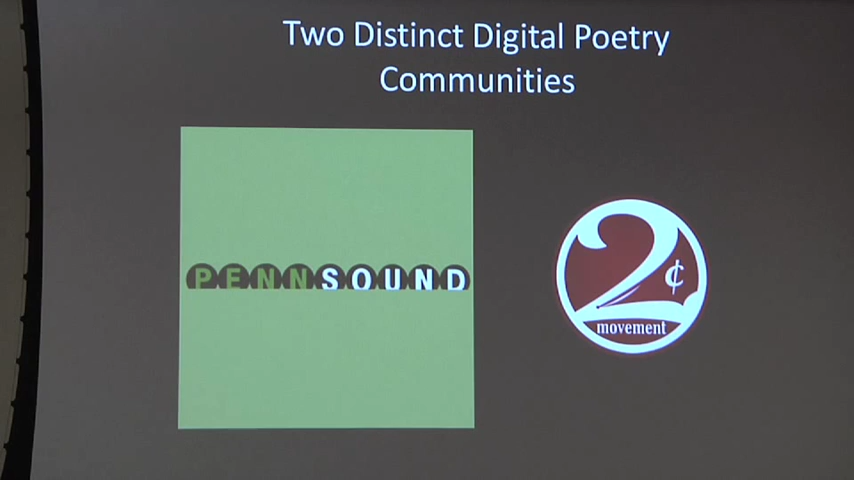 Two Distinct Digital Poetry
Communities
PENNSOUND
2¢
movement